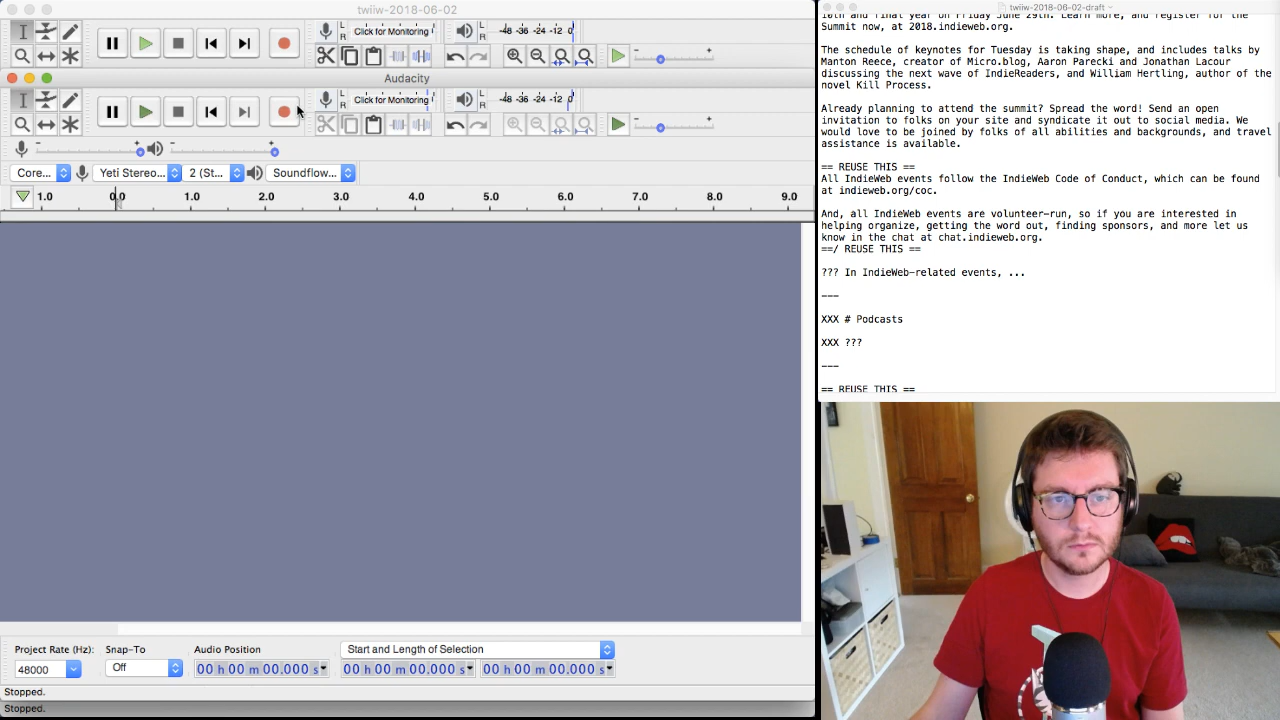 twiiw-2018-06-02
L
R
Click for Monitoring
L
R
-48 -36 -24 -12 0
Audacity
L
R
Click for Monitoring
L
R
-48 -36 -24 -12 0
Core...
Yeti Stereo...
2 (St...
Soundflow...
1.0 0.0 1.0 2.0 3.0 4.0 5.0 6.0 7.0 8.0 9.0
Project Rate (Hz):
Snap-To
Audio Position
Start and Length of Selection
48000
Off
00 h 00 m 00.000 s
00 h 00 m 00.000 s
00 h 00 m 00.000 s
Stopped.
Stopped.
twiiw-2018-06-02-draft
10th and final year on Friday June 29th. Learn more, and register for the
Summit now, at 2018.indieweb.org.
The schedule of keynotes for Tuesday is taking shape, and includes talks by
Manton Reece, creator of Micro.blog, Aaron Parecki and Jonathan Lacour
discussing the next wave of IndieReaders, and William Hertling, author of the
novel Kill Process.
Already planning to attend the summit? Spread the word! Send an open
invitation to folks on your site and syndicate it out to social media. We
would love to be joined by folks of all abilities and backgrounds, and travel
assistance is available.
== REUSE THIS ==
All IndieWeb events follow the IndieWeb Code of Conduct, which can be found
at indieweb.org/coc.
And, all IndieWeb events are volunteer-run, so if you are interested in
helping organize, getting the word out, finding sponsors, and more let us
know in the chat at chat.indieweb.org.
==/ REUSE THIS ==
??? In IndieWeb-related events, ...
---
XXX # Podcasts
XXX ???
---
== REUSE THIS ==